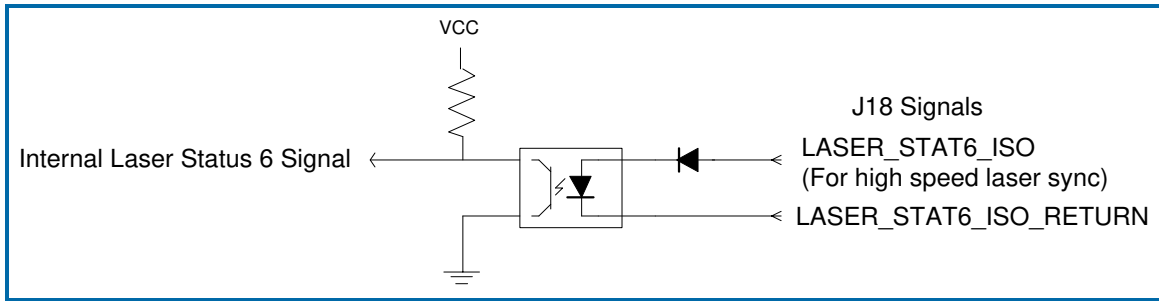 VCC
J18 Signals
Internal Laser Status 6 Signal
LASER_STAT6_ISO
(For high speed laser sync)
LASER_STAT6_ISO_RETURN